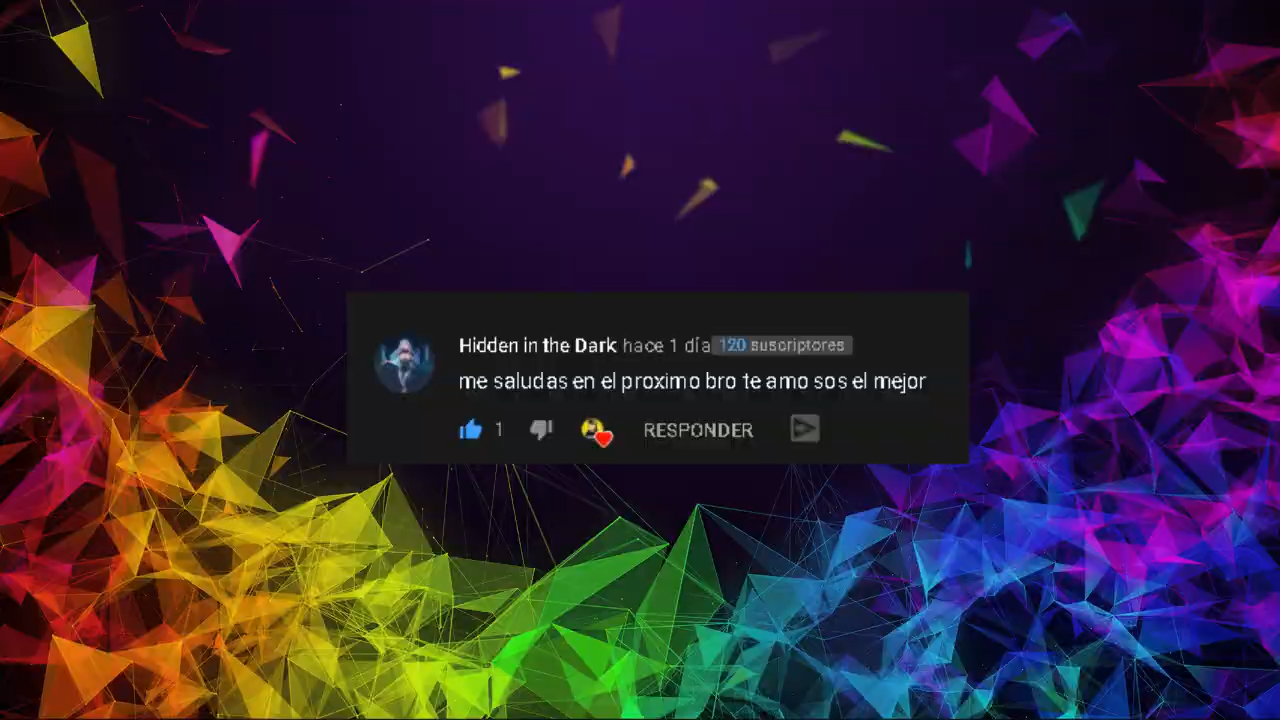 Hidden in the Dark hace 1 día 120 suscriptores
me saludas en el proximo bro te amo sos el mejor
1 RESPONDER